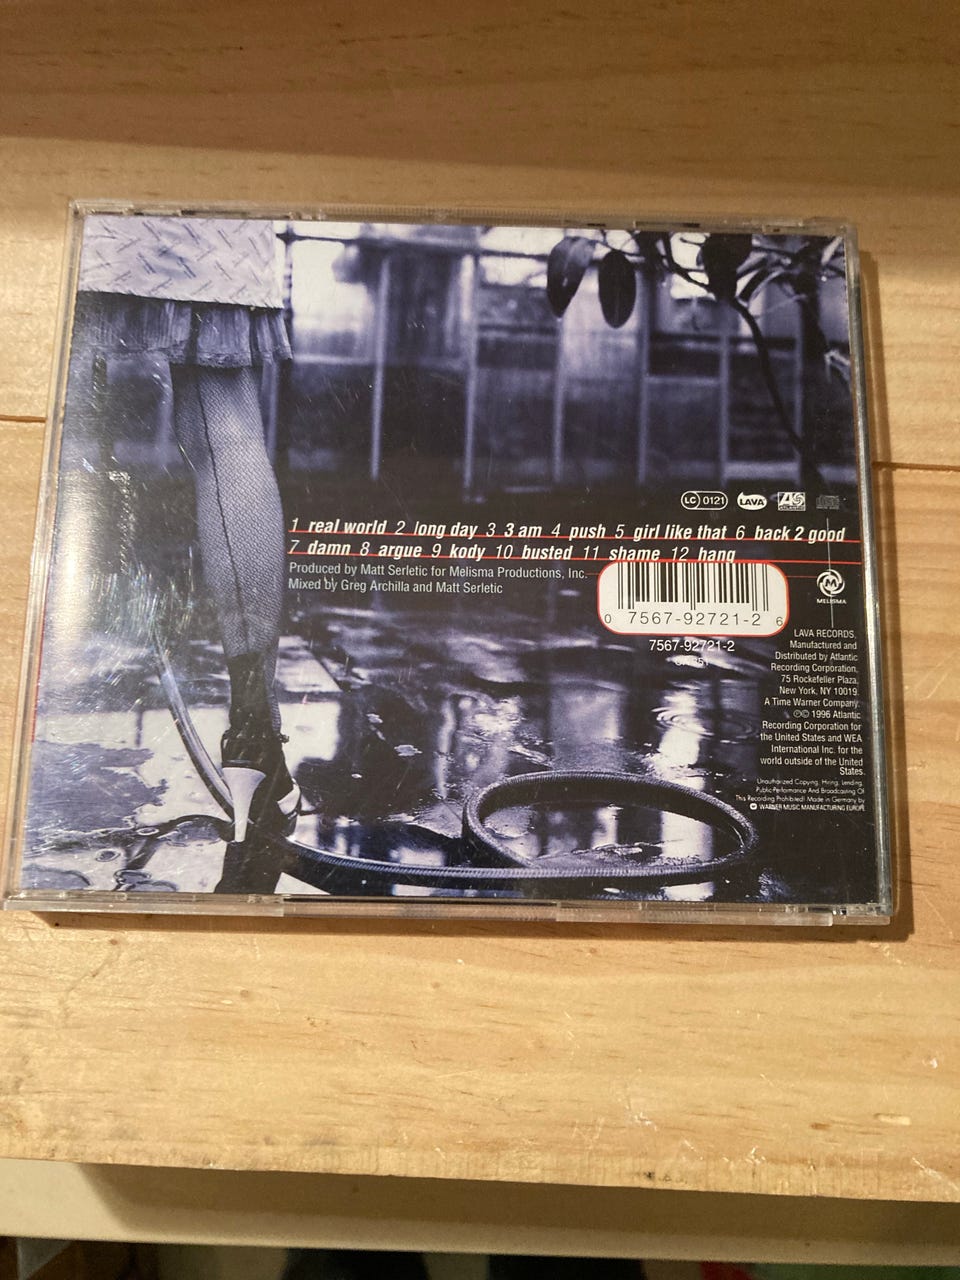 LC 0121 LAVA ATLANTIC
1 real world 2 long day 3 3 am 4 push 5 girl like that 6 back 2 good
7 damn 8 argue 9 kody 10 busted 11 shame 12 hang
Produced by Matt Serletic for Melisma Productions, Inc.
Mixed by Greg Archilla and Matt Serletic
0 7567-92721-2 6
7567-92721-2
M
MELISMA
LAVA RECORDS,
Manufactured and
Distributed by Atlantic
Recording Corporation,
75 Rockefeller Plaza,
New York, NY 10019.
A Time Warner Company.
℗© 1996 Atlantic
Recording Corporation for
the United States and WEA
International Inc. for the
world outside of the United
States.
Unauthorized Copying, Hiring, Lending,
Public Performance And Broadcasting Of
This Recording Prohibited! Made in Germany by
WARNER MUSIC MANUFACTURING EUROPE